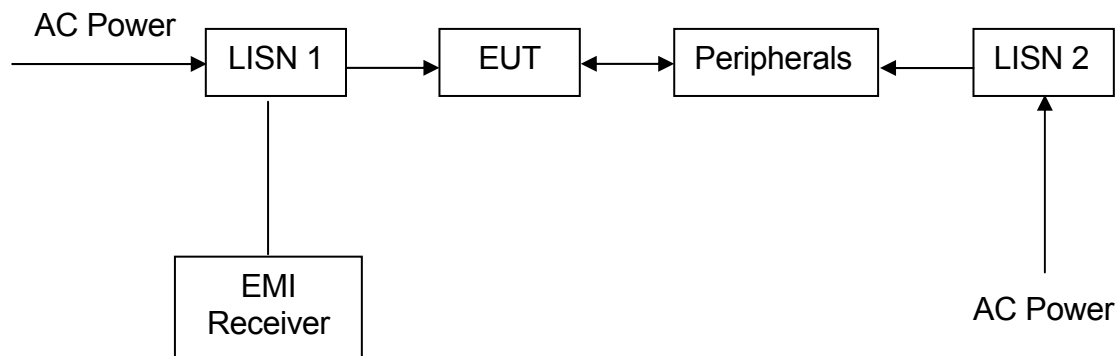 AC Power
LISN 1
EUT
Peripherals
LISN 2
EMI
Receiver
AC Power